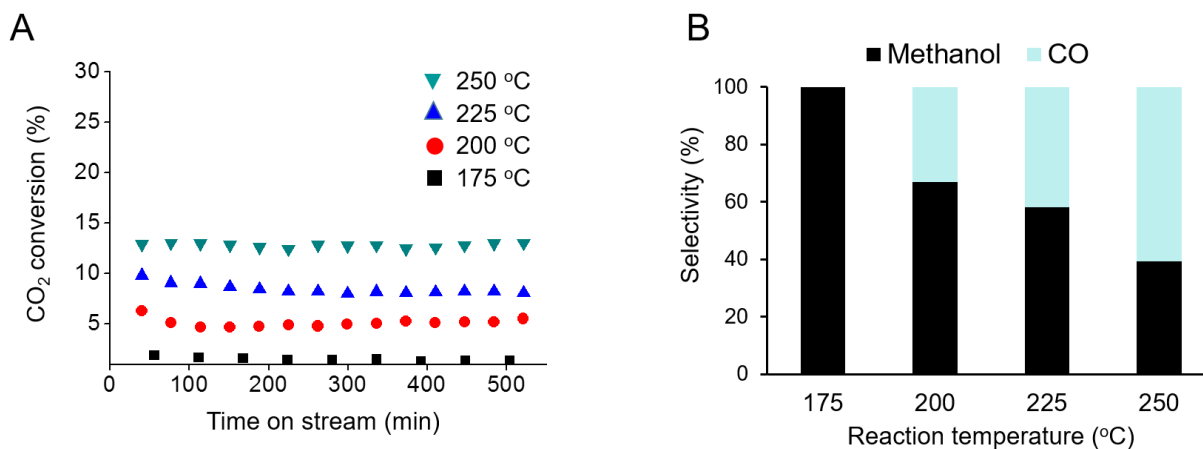 A
CO₂ conversion (%)
30
25
20
15
10
5
250 ºC
225 ºC
200 ºC
175 ºC
0 100 200 300 400 500
Time on stream (min)
B
Methanol CO
Selectivity (%)
100
80
60
40
20
0
175 200 225 250
Reaction temperature (ºC)